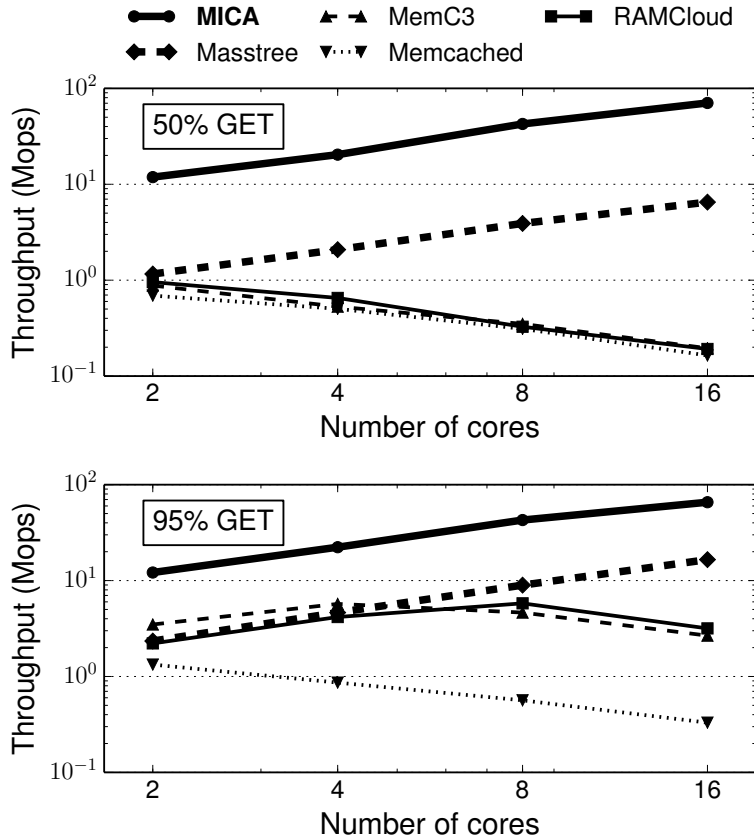 MICA MemC3 RAMCloud
Masstree Memcached
50% GET
Throughput (Mops)
10^2
10^1
10^0
10^−1
2 4 8 16
Number of cores
95% GET
Throughput (Mops)
10^2
10^1
10^0
10^−1
2 4 8 16
Number of cores